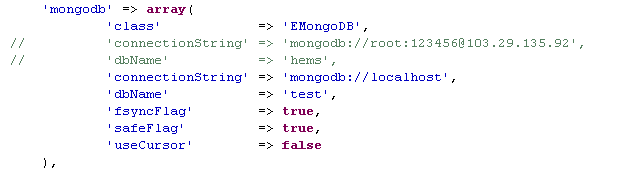 'mongodb' => array(
'class' => 'EMongoDB',
// 'connectionString' => 'mongodb://root:123456@103.29.135.92',
// 'dbName' => 'hems',
'connectionString' => 'mongodb://localhost',
'dbName' => 'test',
'fsyncFlag' => true,
'safeFlag' => true,
'useCursor' => false
),